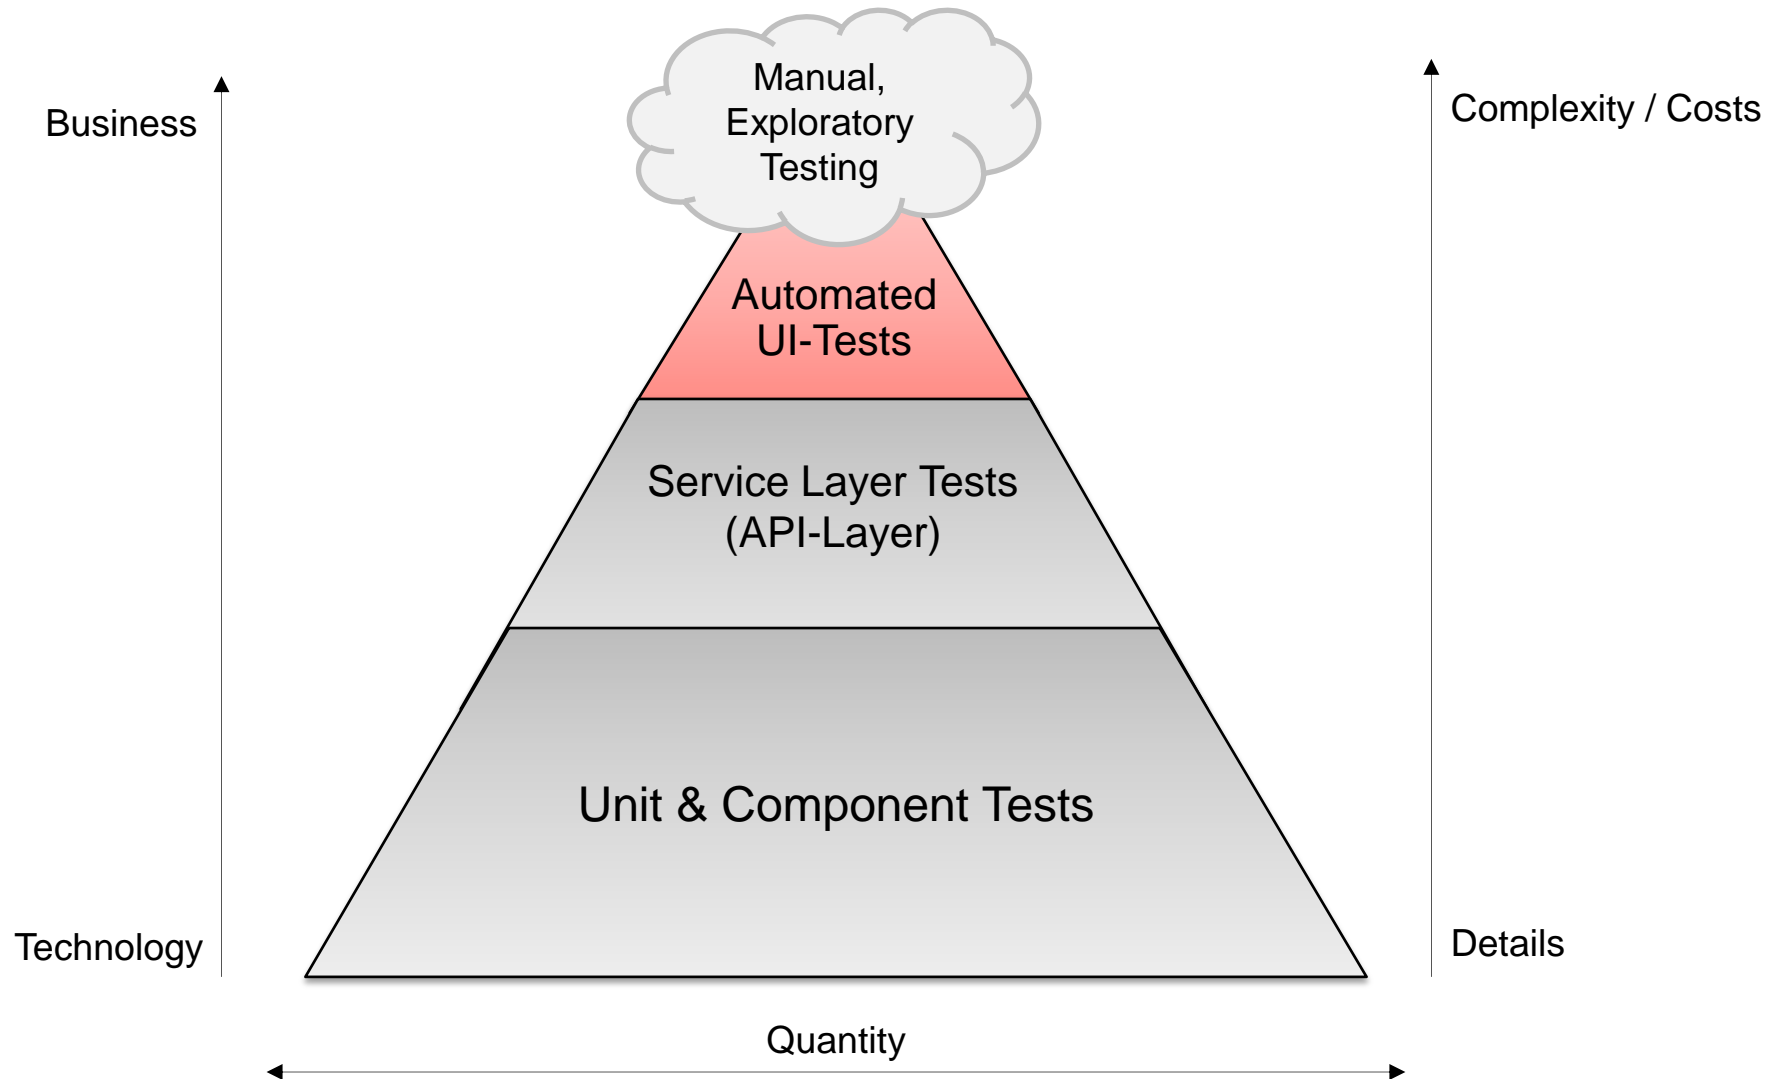 Manual,
Exploratory
Testing
Business
Complexity / Costs
Automated
UI-Tests
Service Layer Tests
(API-Layer)
Unit & Component Tests
Technology
Details
Quantity